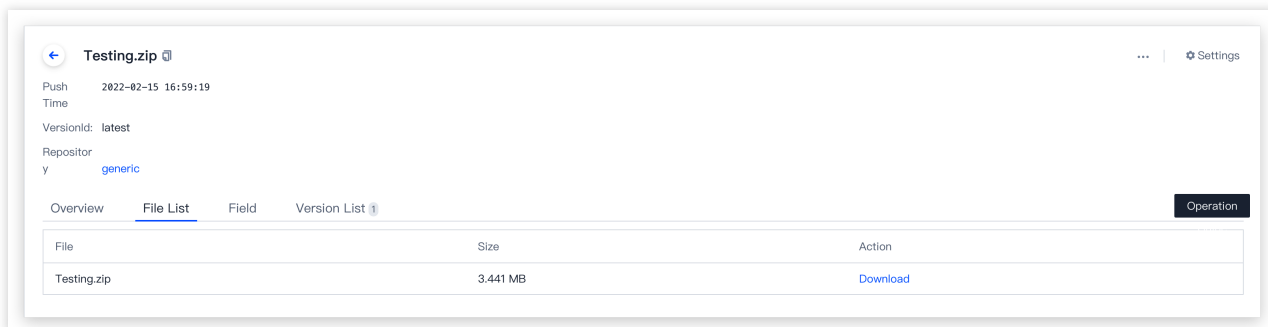 Testing.zip
... Settings
Push Time 2022-02-15 16:59:19
VersionId: latest
Repository generic
Overview File List Field Version List 1 Operation
File Size Action
Testing.zip 3.441 MB Download